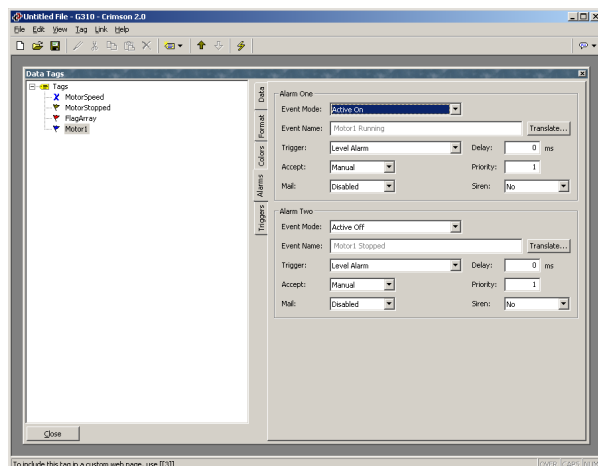 Untitled File - G310 - Crimson 2.0
File Edit View Tag Link Help
Data Tags
Tags
MotorSpeed
MotorStopped
FlagArray
Motor1
Data
Format
Colors
Alarms
Triggers
Alarm One
Event Mode: Active On
Event Name: Motor1 Running Translate...
Trigger: Level Alarm Delay: 0 ms
Accept: Manual Priority: 1
Mail: Disabled Siren: No
Alarm Two
Event Mode: Active Off
Event Name: Motor1 Stopped Translate...
Trigger: Level Alarm Delay: 0 ms
Accept: Manual Priority: 1
Mail: Disabled Siren: No
Close
To include this tag in a custom web page, use [[3]] OVER CAPS NUM